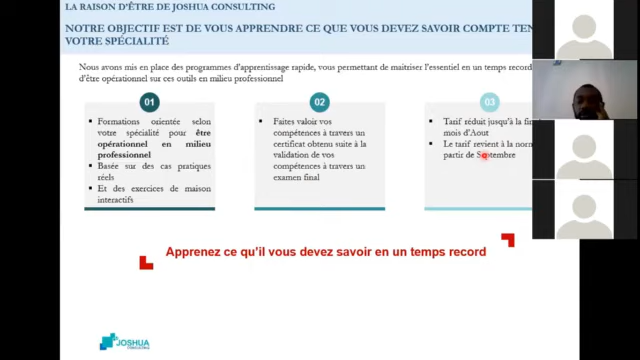 LA RAISON D'ÊTRE DE JOSHUA CONSULTING
NOTRE OBJECTIF EST DE VOUS APPRENDRE CE QUE VOUS DEVEZ SAVOIR COMPTE TEN
VOTRE SPÉCIALITÉ
Nous avons mis en place des programmes d'apprentissage rapide, vous permettant de maitriser l'essentiel en un temps record
d'être opérationnel sur ces outils en milieu professionnel
01
• Formations orientée selon
votre spécialité pour être
opérationnel en milieu
professionnel
• Basée sur des cas pratiques
réels
• Et des exercices de maison
interactifs
02
• Faites valoir vos
compétences à travers un
certificat obtenu suite à la
validation de vos
compétences à travers un
examen final
03
• Tarif réduit jusqu'à la fin
mois d'Aout
• Le tarif revient à la nor
partir de Septembre
Apprenez ce qu'il vous devez savoir en un temps record
JOSHUA
CONSULTING